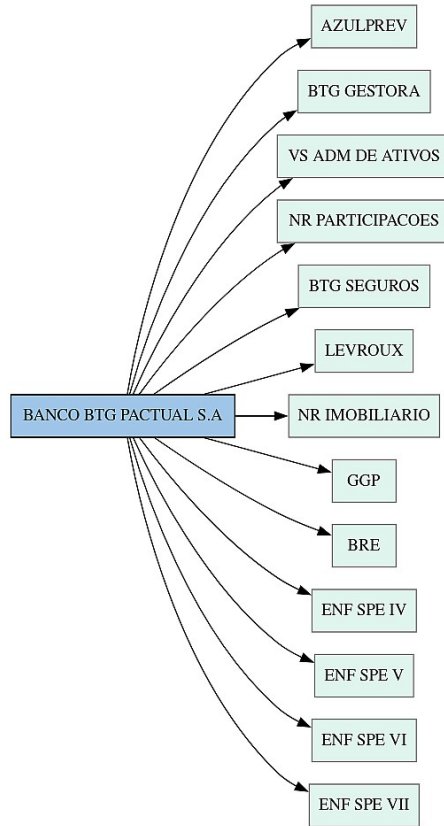 AZULPREV
BTG GESTORA
VS ADM DE ATIVOS
NR PARTICIPACOES
BTG SEGUROS
LEVROUX
BANCO BTG PACTUAL S.A
NR IMOBILIARIO
GGP
BRE
ENF SPE IV
ENF SPE V
ENF SPE VI
ENF SPE VII